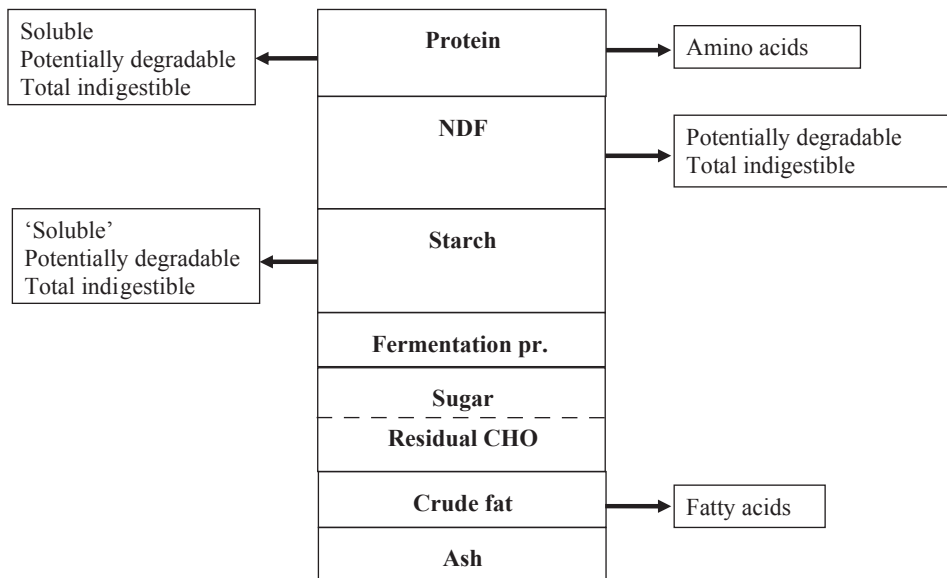 Soluble
Potentially degradable
Total indigestible
Protein
Amino acids
NDF
Potentially degradable
Total indigestible
‘Soluble’
Potentially degradable
Total indigestible
Starch
Fermentation pr.
Sugar
Residual CHO
Crude fat
Fatty acids
Ash